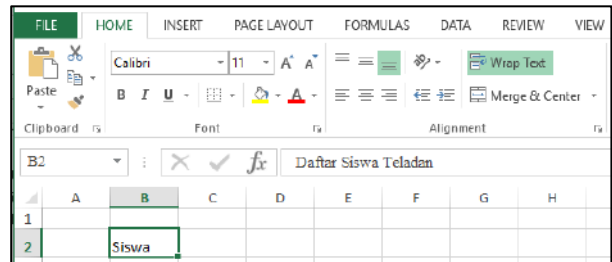 FILE HOME INSERT PAGE LAYOUT FORMULAS DATA REVIEW VIEW
Calibri 11 A A Wrap Text
Paste B I U A Merge & Center
Clipboard Font Alignment
B2 fx Daftar Siswa Teladan
A B C D E F G H
1
2 Siswa